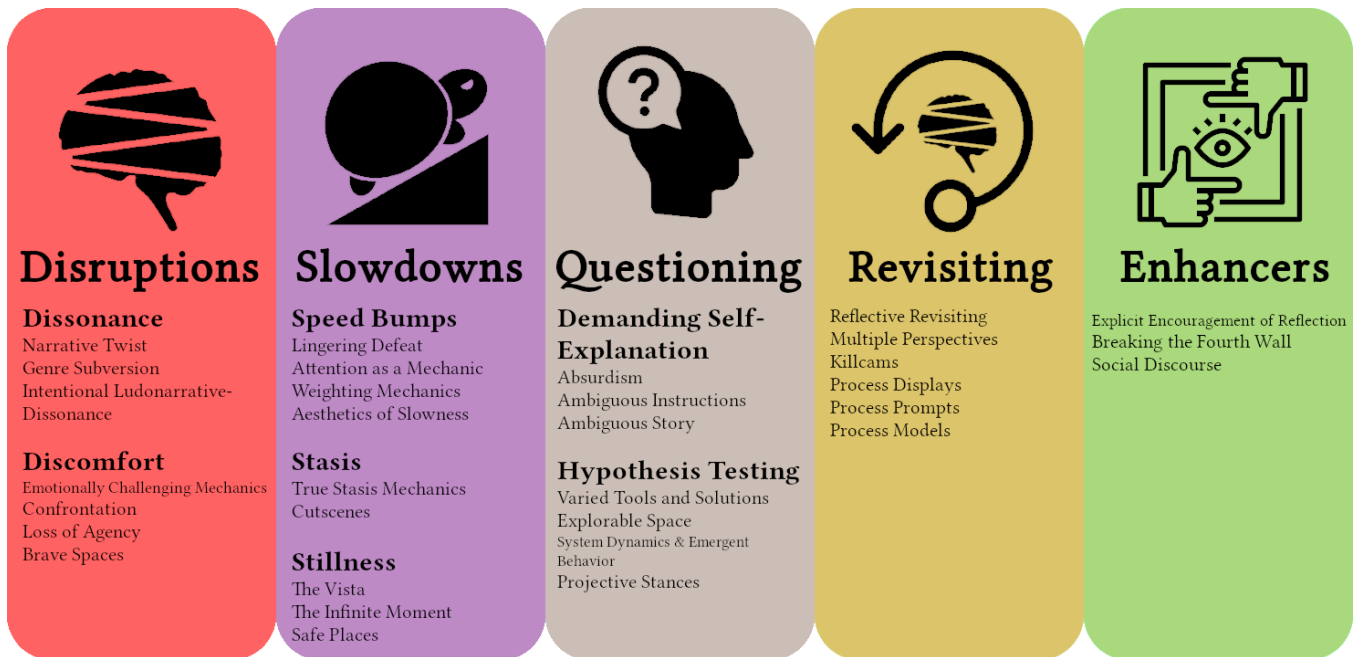 ?
Disruptions
Dissonance
Narrative Twist
Genre Subversion
Intentional Ludonarrative-
Dissonance
Discomfort
Emotionally Challenging Mechanics
Confrontation
Loss of Agency
Brave Spaces
Slowdowns
Speed Bumps
Lingering Defeat
Attention as a Mechanic
Weighting Mechanics
Aesthetics of Slowness
Stasis
True Stasis Mechanics
Cutscenes
Stillness
The Vista
The Infinite Moment
Safe Places
Questioning
Demanding Self-
Explanation
Absurdism
Ambiguous Instructions
Ambiguous Story
Hypothesis Testing
Varied Tools and Solutions
Explorable Space
System Dynamics & Emergent
Behavior
Projective Stances
Revisiting
Reflective Revisiting
Multiple Perspectives
Killcams
Process Displays
Process Prompts
Process Models
Enhancers
Explicit Encouragement of Reflection
Breaking the Fourth Wall
Social Discourse